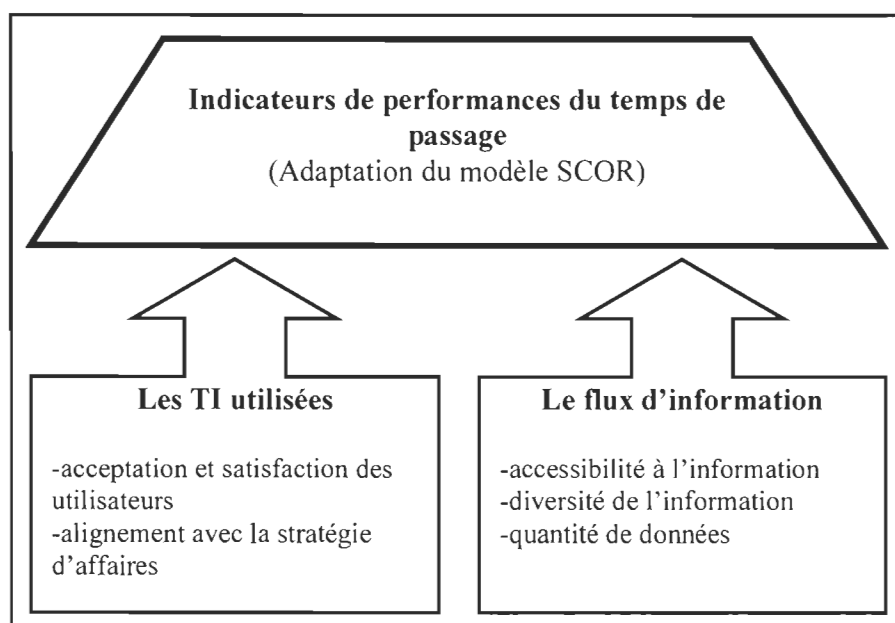 Indicateurs de performances du temps de
passage
(Adaptation du modèle SCOR)
Les TI utilisées
-acceptation et satisfaction des
utilisateurs
-alignement avec la stratégie
d'affaires
Le flux d'information
-accessibilité à l'information
-diversité de l'information
-quantité de données